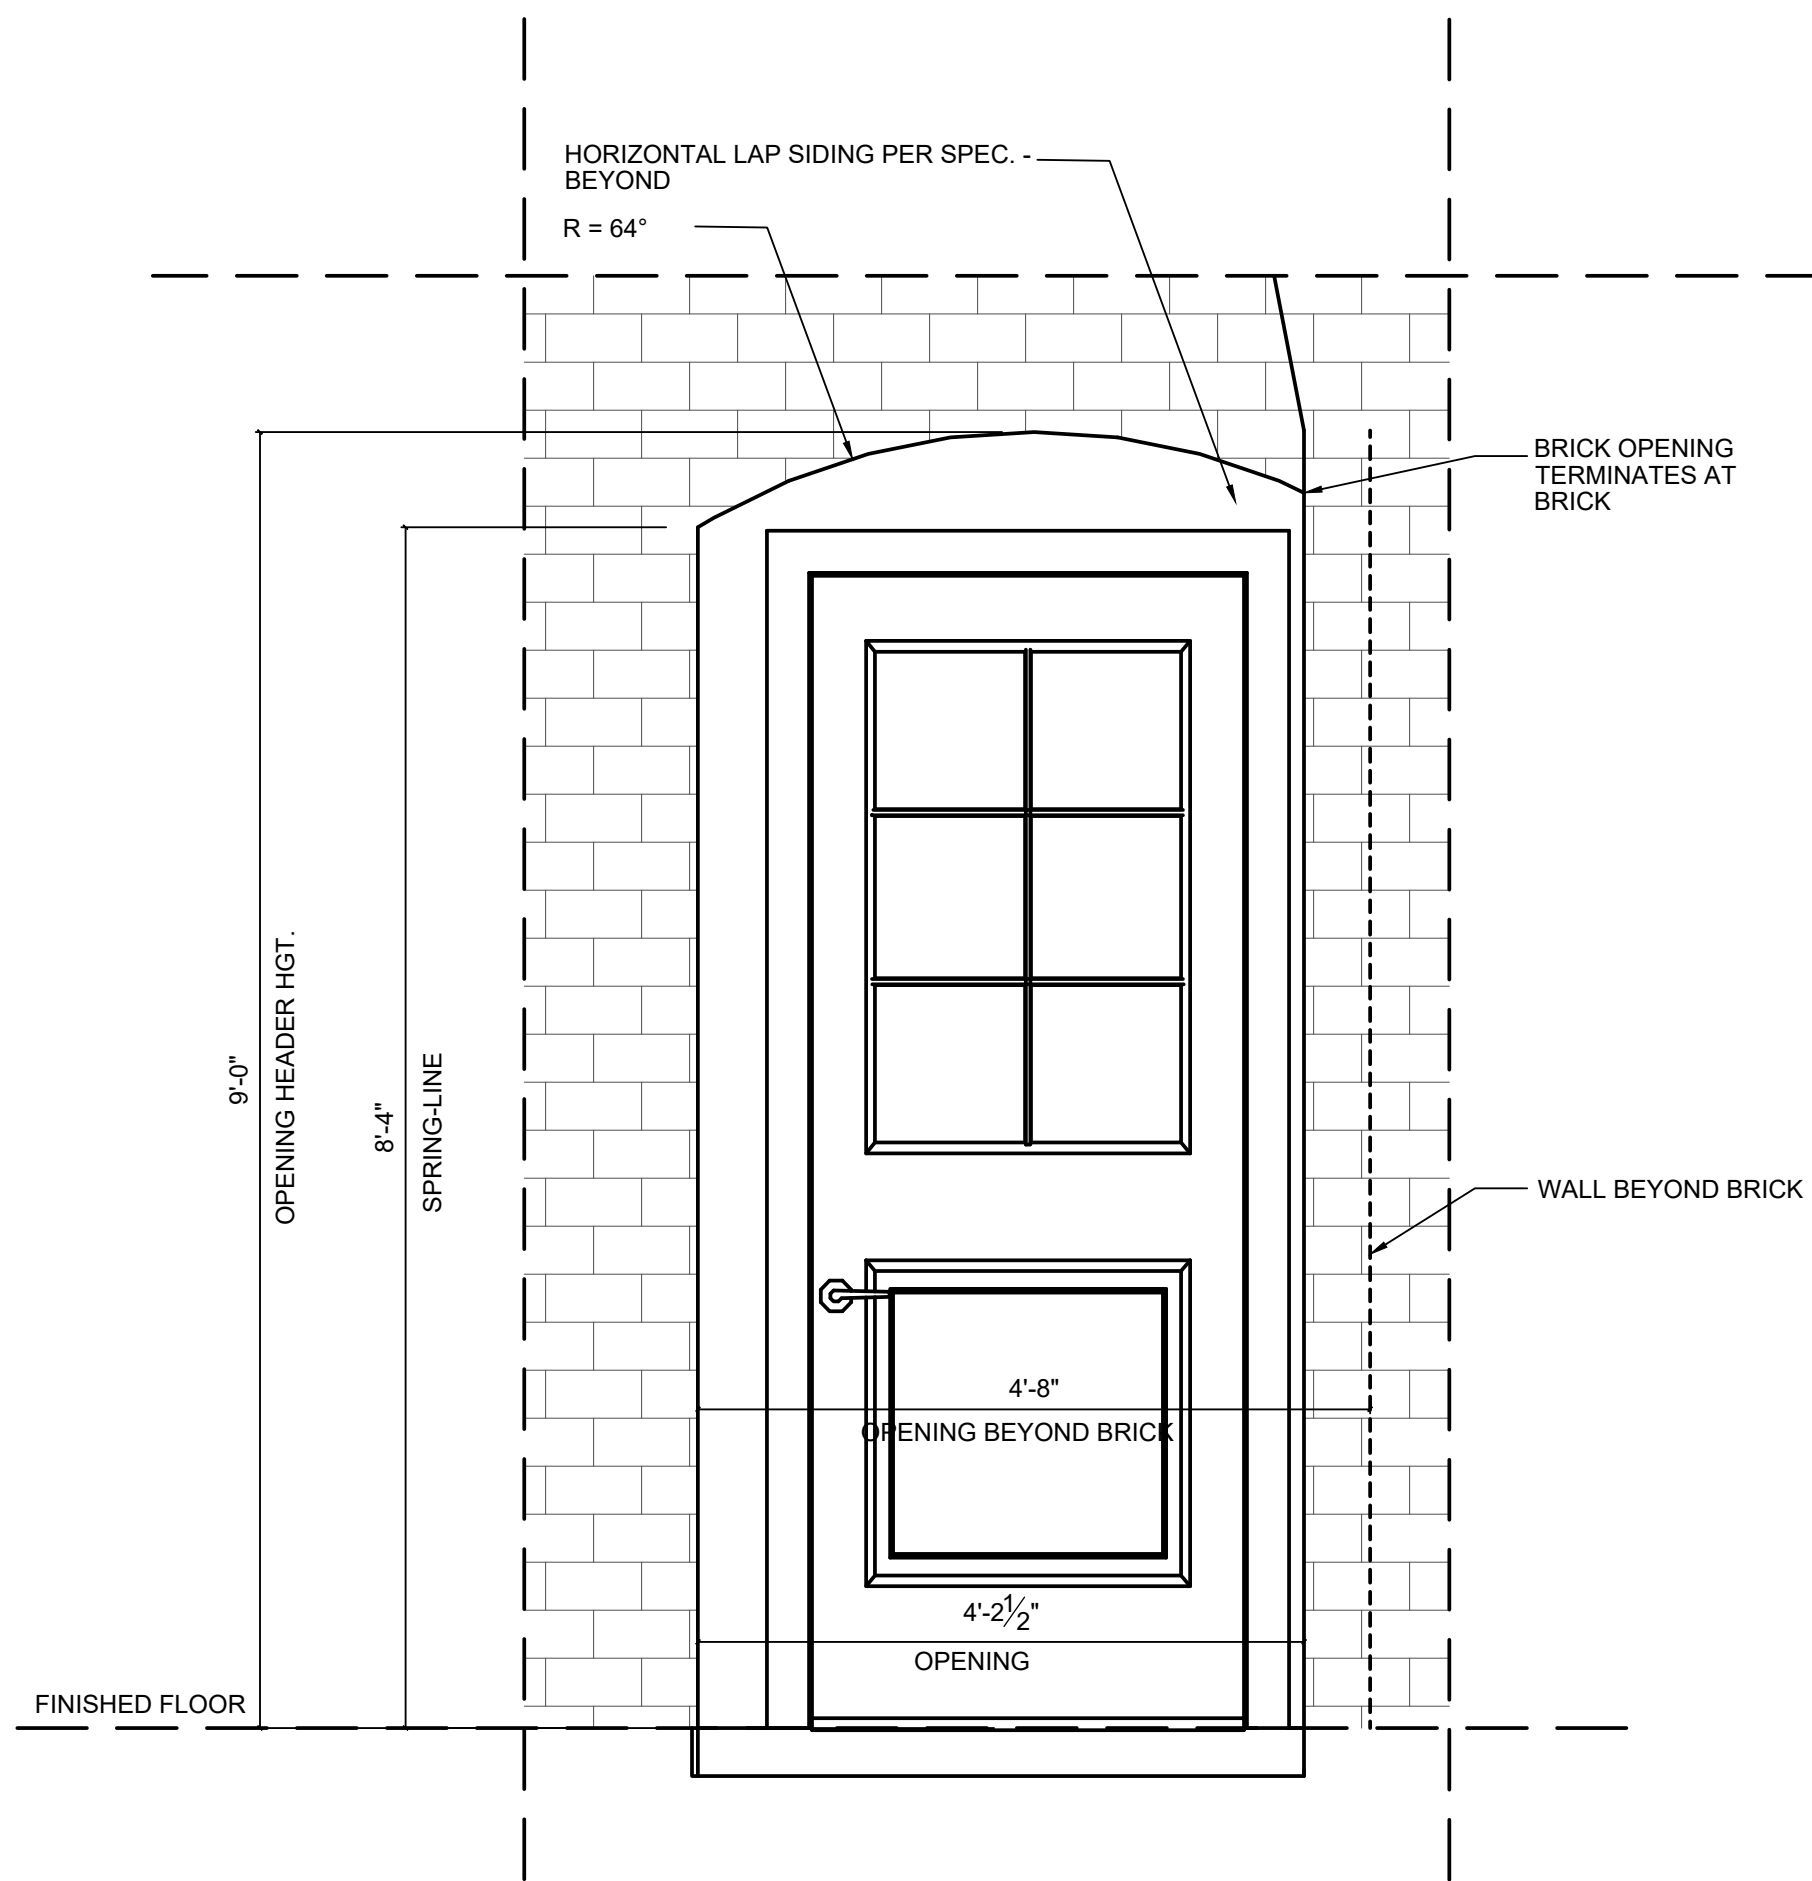 HORIZONTAL LAP SIDING PER SPEC. -
BEYOND
R = 64°
BRICK OPENING
TERMINATES AT
BRICK
9'-0"
OPENING HEADER HGT.
8'-4"
SPRING-LINE
WALL BEYOND BRICK
4'-8"
OPENING BEYOND BRICK
4'-2½"
OPENING
FINISHED FLOOR